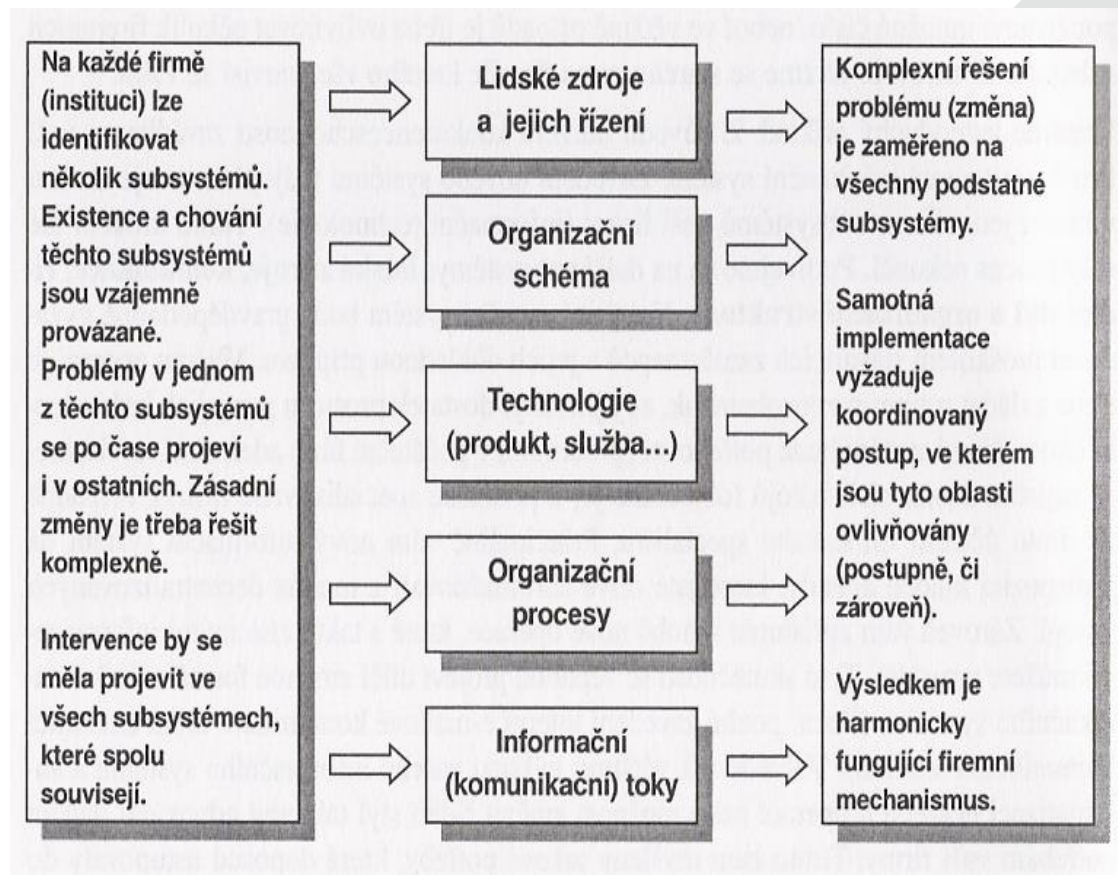 Na každé firmě
(instituci) lze
identifikovat
několik subsystémů.
Existence a chování
těchto subsystémů
jsou vzájemně
provázané.
Problémy v jednom
z těchto subsystémů
se po čase projeví
i v ostatních. Zásadní
změny je třeba řešit
komplexně.
Intervence by se
měla projevit ve
všech subsystémech,
které spolu
souvisejí.
Lidské zdroje
a jejich řízení
Organizační
schéma
Technologie
(produkt, služba...)
Organizační
procesy
Informační
(komunikační) toky
Komplexní řešení
problému (změna)
je zaměřeno na
všechny podstatné
subsystémy.
Samotná
implementace
vyžaduje
koordinovaný
postup, ve kterém
jsou tyto oblasti
ovlivňovány
(postupně, či
zároveň).
Výsledkem je
harmonicky
fungující firemní
mechanismus.